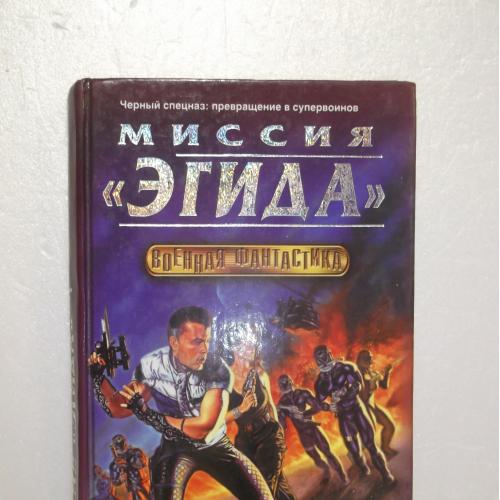 Черный спецназ: превращение в супервоинов
МИССИЯ
«ЭГИДА»
ВОЕННАЯ ФАНТАСТИКА